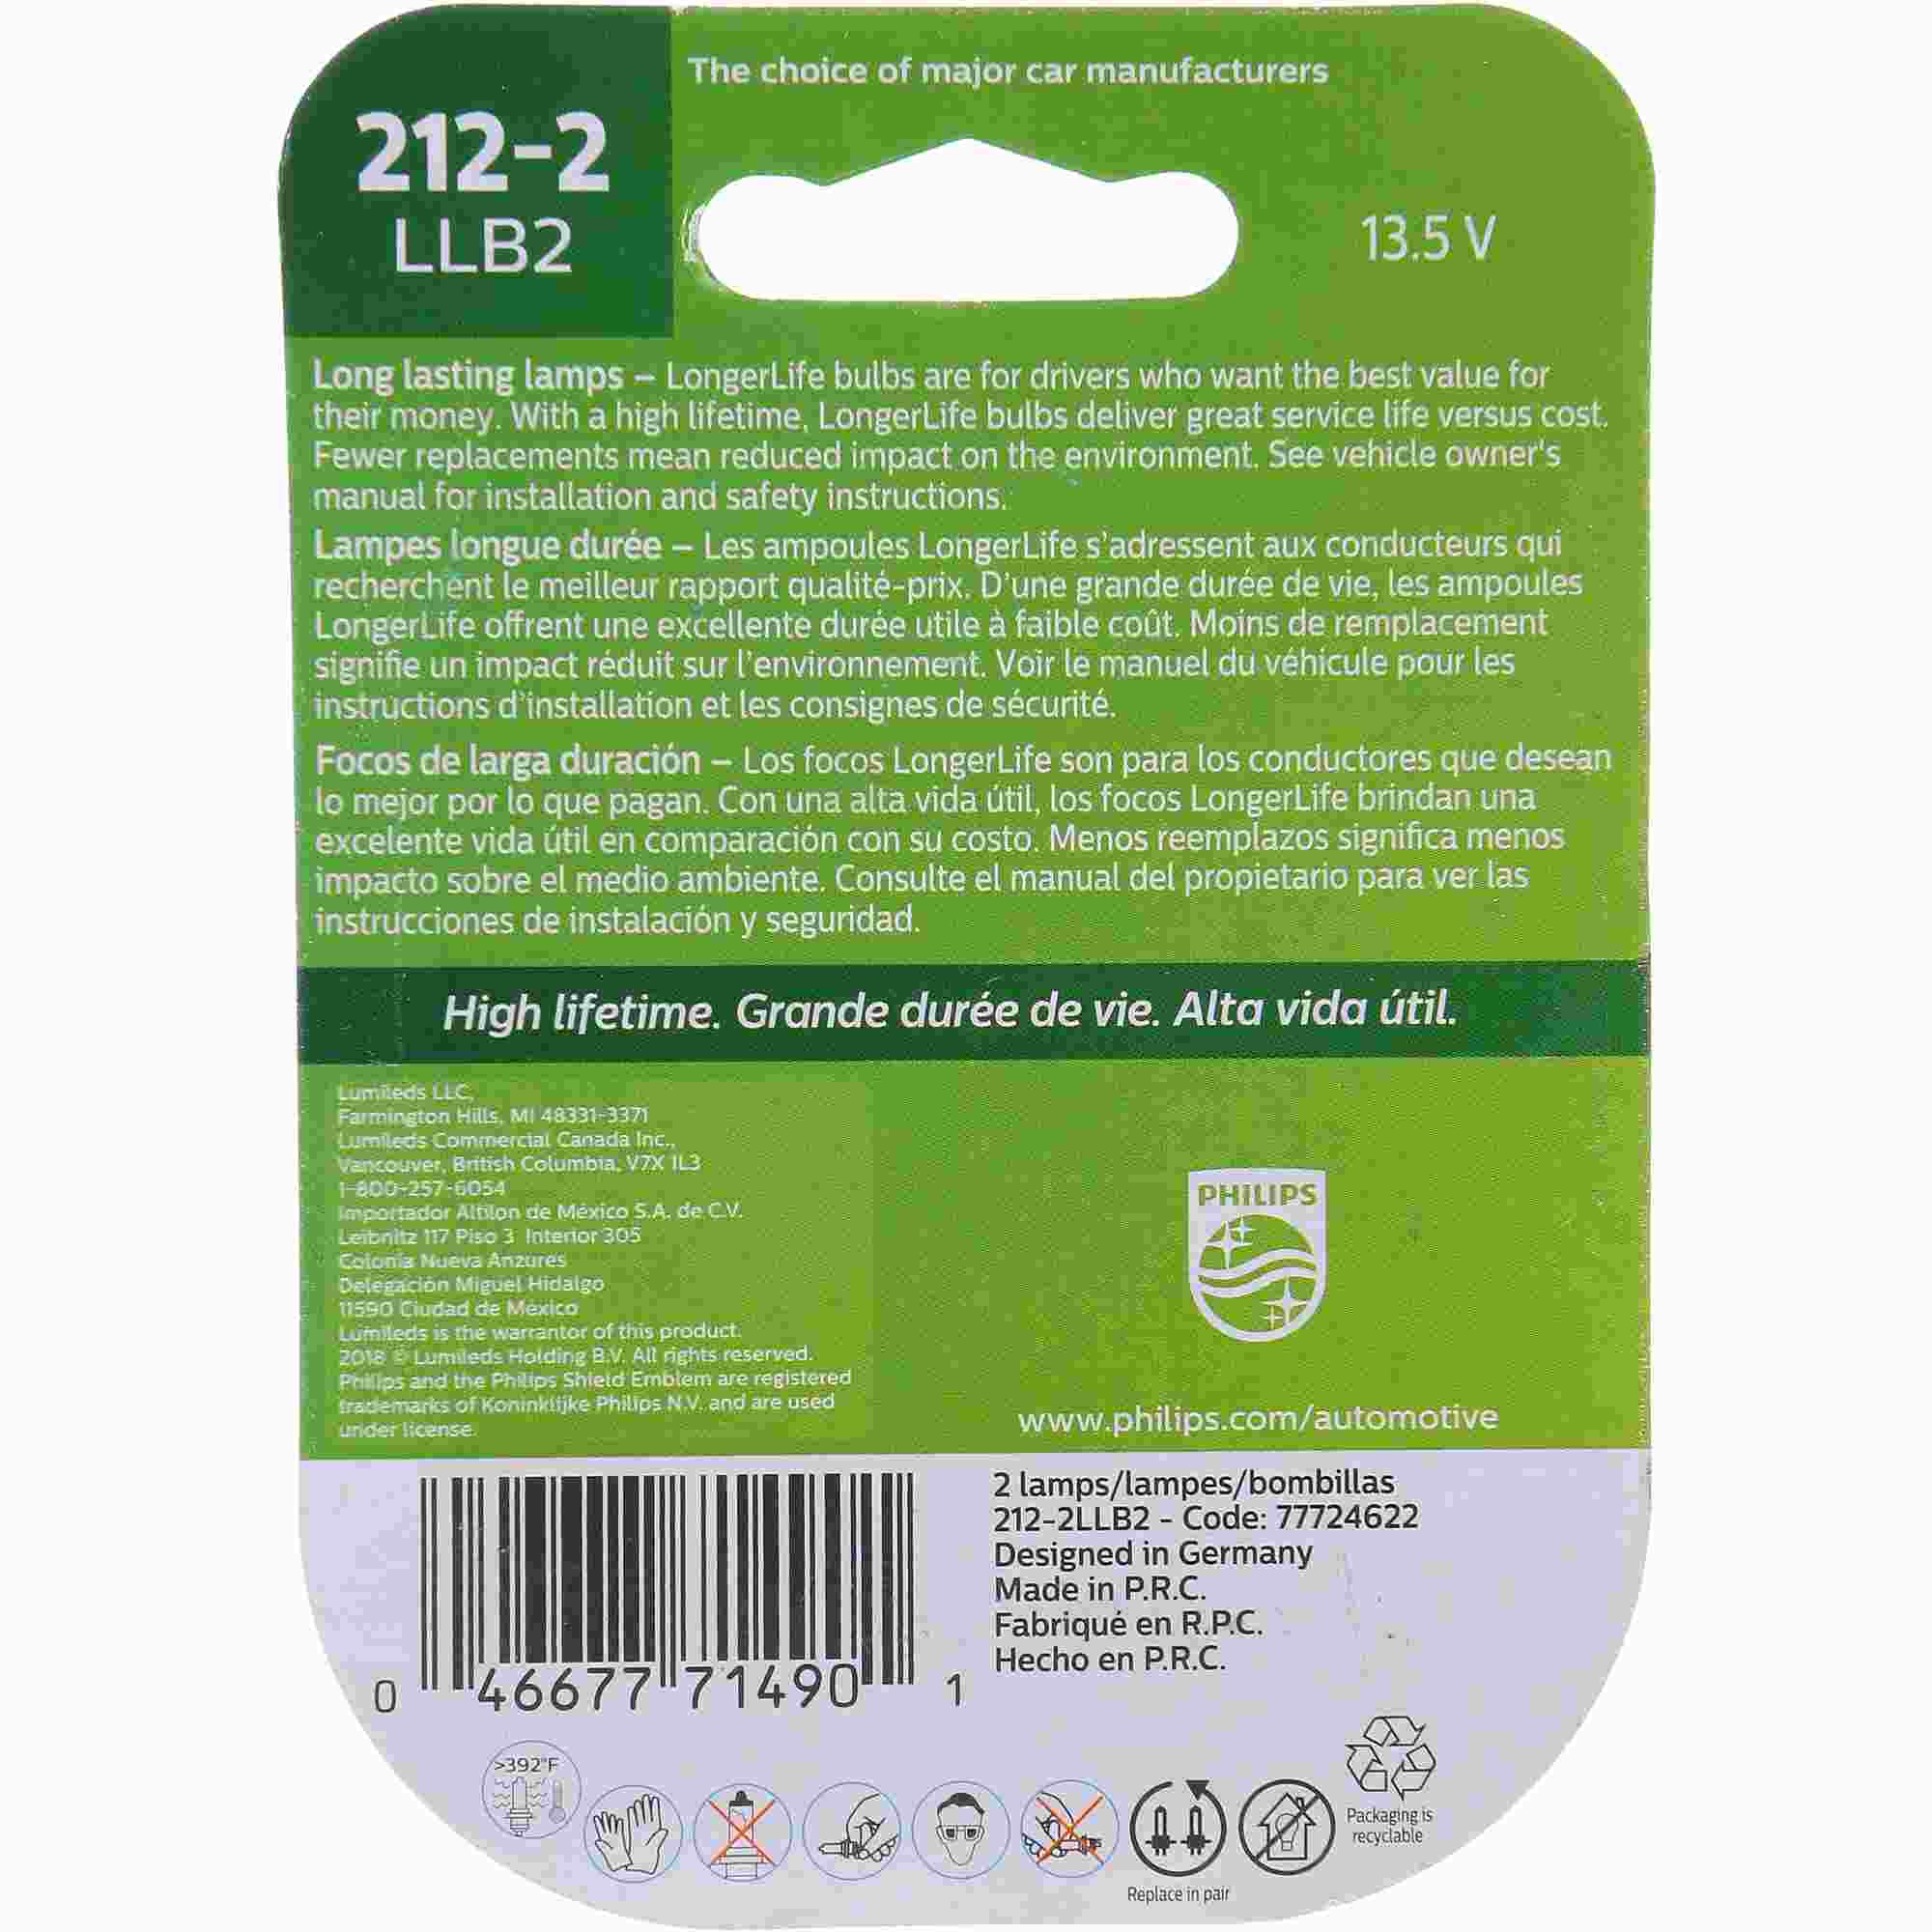 The choice of major car manufacturers
212-2
LLB2
13.5 V
Long lasting lamps – LongerLife bulbs are for drivers who want the best value for
their money. With a high lifetime, LongerLife bulbs deliver great service life versus cost.
Fewer replacements mean reduced impact on the environment. See vehicle owner's
manual for installation and safety instructions.
Lampes longue durée – Les ampoules LongerLife s'adressent aux conducteurs qui
recherchent le meilleur rapport qualité-prix. D'une grande durée de vie, les ampoules
LongerLife offrent une excellente durée utile à faible coût. Moins de remplacement
signifie un impact réduit sur l'environnement. Voir le manuel du véhicule pour les
instructions d'installation et les consignes de sécurité.
Focos de larga duración – Los focos LongerLife son para los conductores que desean
lo mejor por lo que pagan. Con una alta vida útil, los focos LongerLife brindan una
excelente vida útil en comparación con su costo. Menos reemplazos significa menos
impacto sobre el medio ambiente. Consulte el manual del propietario para ver las
instrucciones de instalación y seguridad.
High lifetime. Grande durée de vie. Alta vida útil.
Lumileds LLC,
Farmington Hills, MI 48331-3371
Lumileds Commercial Canada Inc.,
Vancouver, British Columbia, V7X 1L3
1-800-257-6054
Importador Altilon de México S.A. de C.V.
Leibnitz 117 Piso 3 Interior 305
Colonia Nueva Anzures
Delegación Miguel Hidalgo
11590 Ciudad de México
Lumileds is the warrantor of this product.
2018 © Lumileds Holding B.V. All rights reserved.
Philips and the Philips Shield Emblem are registered
trademarks of Koninklijke Philips N.V. and are used
under license.
PHILIPS
www.philips.com/automotive
2 lamps/lampes/bombillas
212-2LLB2 - Code: 77724622
Designed in Germany
Made in P.R.C.
Fabriqué en R.P.C.
Hecho en P.R.C.
0 46677 71490 1
>392°F
Replace in pair
Packaging is
recyclable